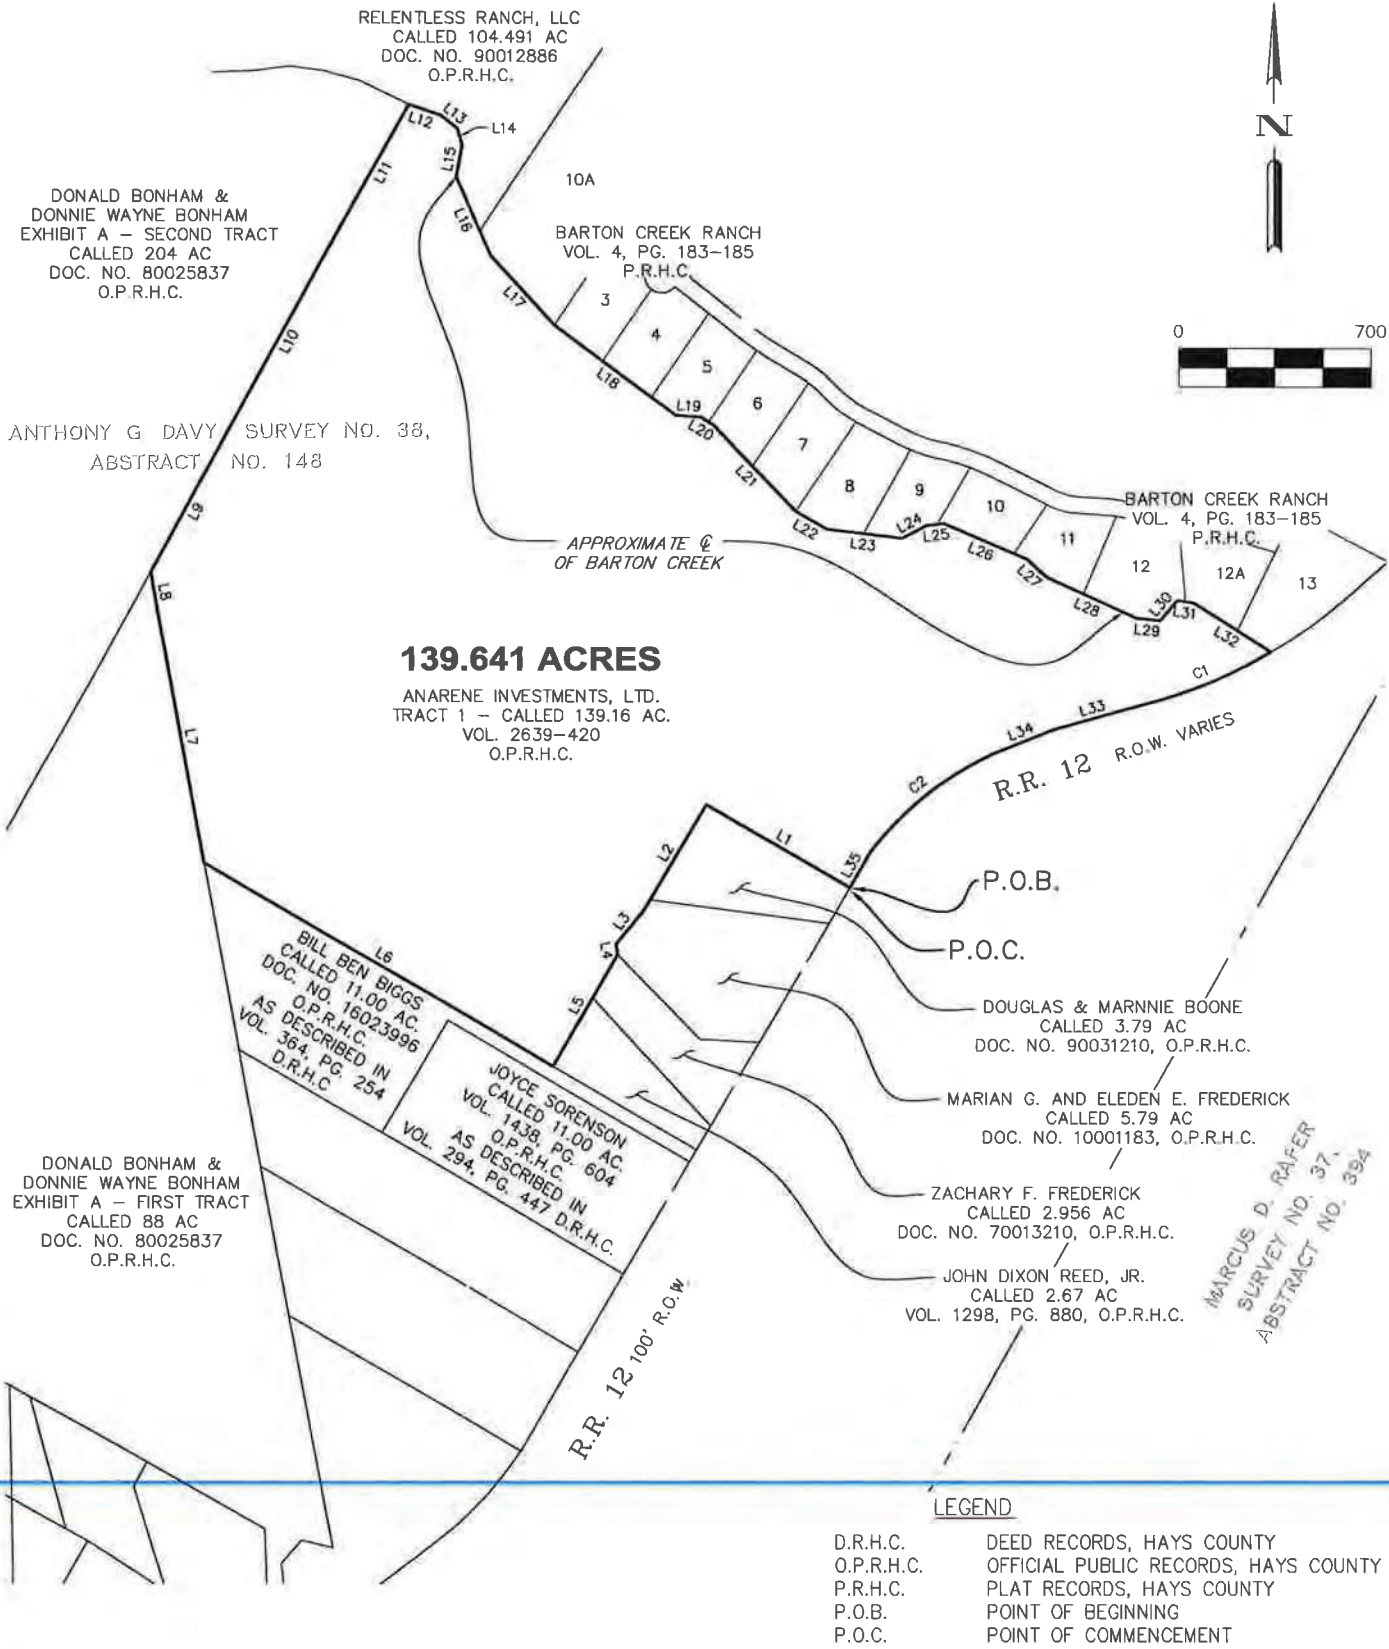 RELENTLESS RANCH, LLC
CALLED 104.491 AC
DOC. NO. 90012886
O.P.R.H.C.
N
0
700
L12
L13
L14
L15
L11
L16
10A
DONALD BONHAM &
DONNIE WAYNE BONHAM
EXHIBIT A – SECOND TRACT
CALLED 204 AC
DOC. NO. 80025837
O.P.R.H.C.
BARTON CREEK RANCH
VOL. 4, PG. 183–185
P.R.H.C.
L17
3
4
5
6
7
8
9
10
11
12
12A
13
L10
L18
L19
L20
L21
L22
L23
L24
L25
L26
L27
L28
L29
L30
L31
L32
BARTON CREEK RANCH
VOL. 4, PG. 183–185
P.R.H.C.
ANTHONY G DAVY SURVEY NO. 38,
ABSTRACT NO. 148
L9
L8
L7
APPROXIMATE ℄
OF BARTON CREEK
139.641 ACRES
ANARENE INVESTMENTS, LTD.
TRACT 1 – CALLED 139.16 AC.
VOL. 2639–420
O.P.R.H.C.
C1
L33
L34
C2
R.R. 12 R.O.W. VARIES
L1
L2
L35
L3
L4
L5
L6
P.O.B.
P.O.C.
BILL BEN BIGGS
CALLED 11.00 AC.
DOC. NO. 16023996
O.P.R.H.C.
AS DESCRIBED IN
VOL. 364, PG. 254
D.R.H.C
JOYCE SORENSON
CALLED 11.00 AC.
VOL. 1438, PG. 604
O.P.R.H.C.
AS DESCRIBED IN
VOL. 294, PG. 447 D.R.H.C.
DOUGLAS & MARNNIE BOONE
CALLED 3.79 AC
DOC. NO. 90031210, O.P.R.H.C.
MARIAN G. AND ELEDEN E. FREDERICK
CALLED 5.79 AC
DOC. NO. 10001183, O.P.R.H.C.
ZACHARY F. FREDERICK
CALLED 2.956 AC
DOC. NO. 70013210, O.P.R.H.C.
JOHN DIXON REED, JR.
CALLED 2.67 AC
VOL. 1298, PG. 880, O.P.R.H.C.
MARCUS D. RAFER
SURVEY NO. 37,
ABSTRACT NO. 394
DONALD BONHAM &
DONNIE WAYNE BONHAM
EXHIBIT A – FIRST TRACT
CALLED 88 AC
DOC. NO. 80025837
O.P.R.H.C.
R.R. 12 100' R.O.W.
LEGEND
D.R.H.C. DEED RECORDS, HAYS COUNTY
O.P.R.H.C. OFFICIAL PUBLIC RECORDS, HAYS COUNTY
P.R.H.C. PLAT RECORDS, HAYS COUNTY
P.O.B. POINT OF BEGINNING
P.O.C. POINT OF COMMENCEMENT